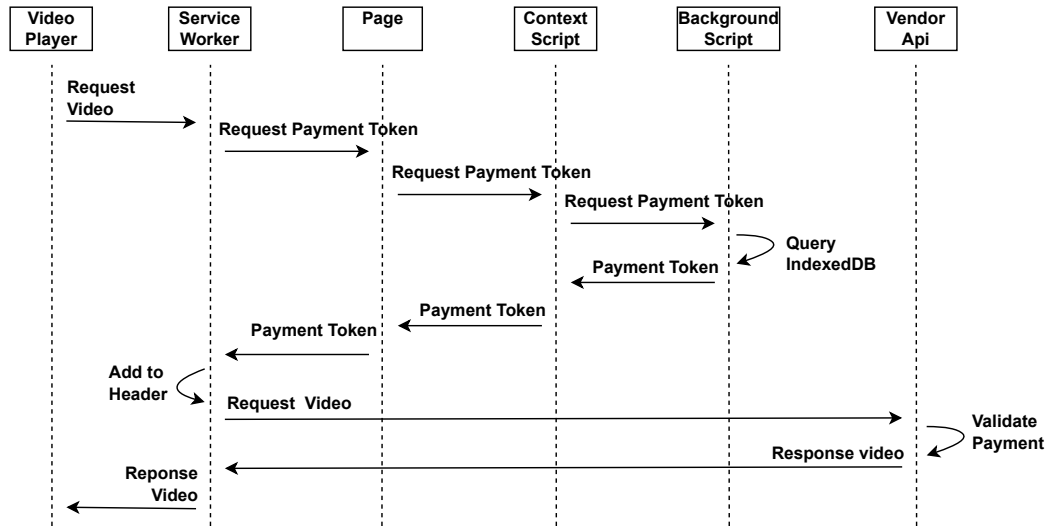 Video
Player
Service
Worker
Page
Context
Script
Background
Script
Vendor
Api
Request
Video
Request Payment Token
Request Payment Token
Request Payment Token
Query
IndexedDB
Payment Token
Payment Token
Payment Token
Add to
Header
Request Video
Validate
Payment
Response video
Reponse
Video